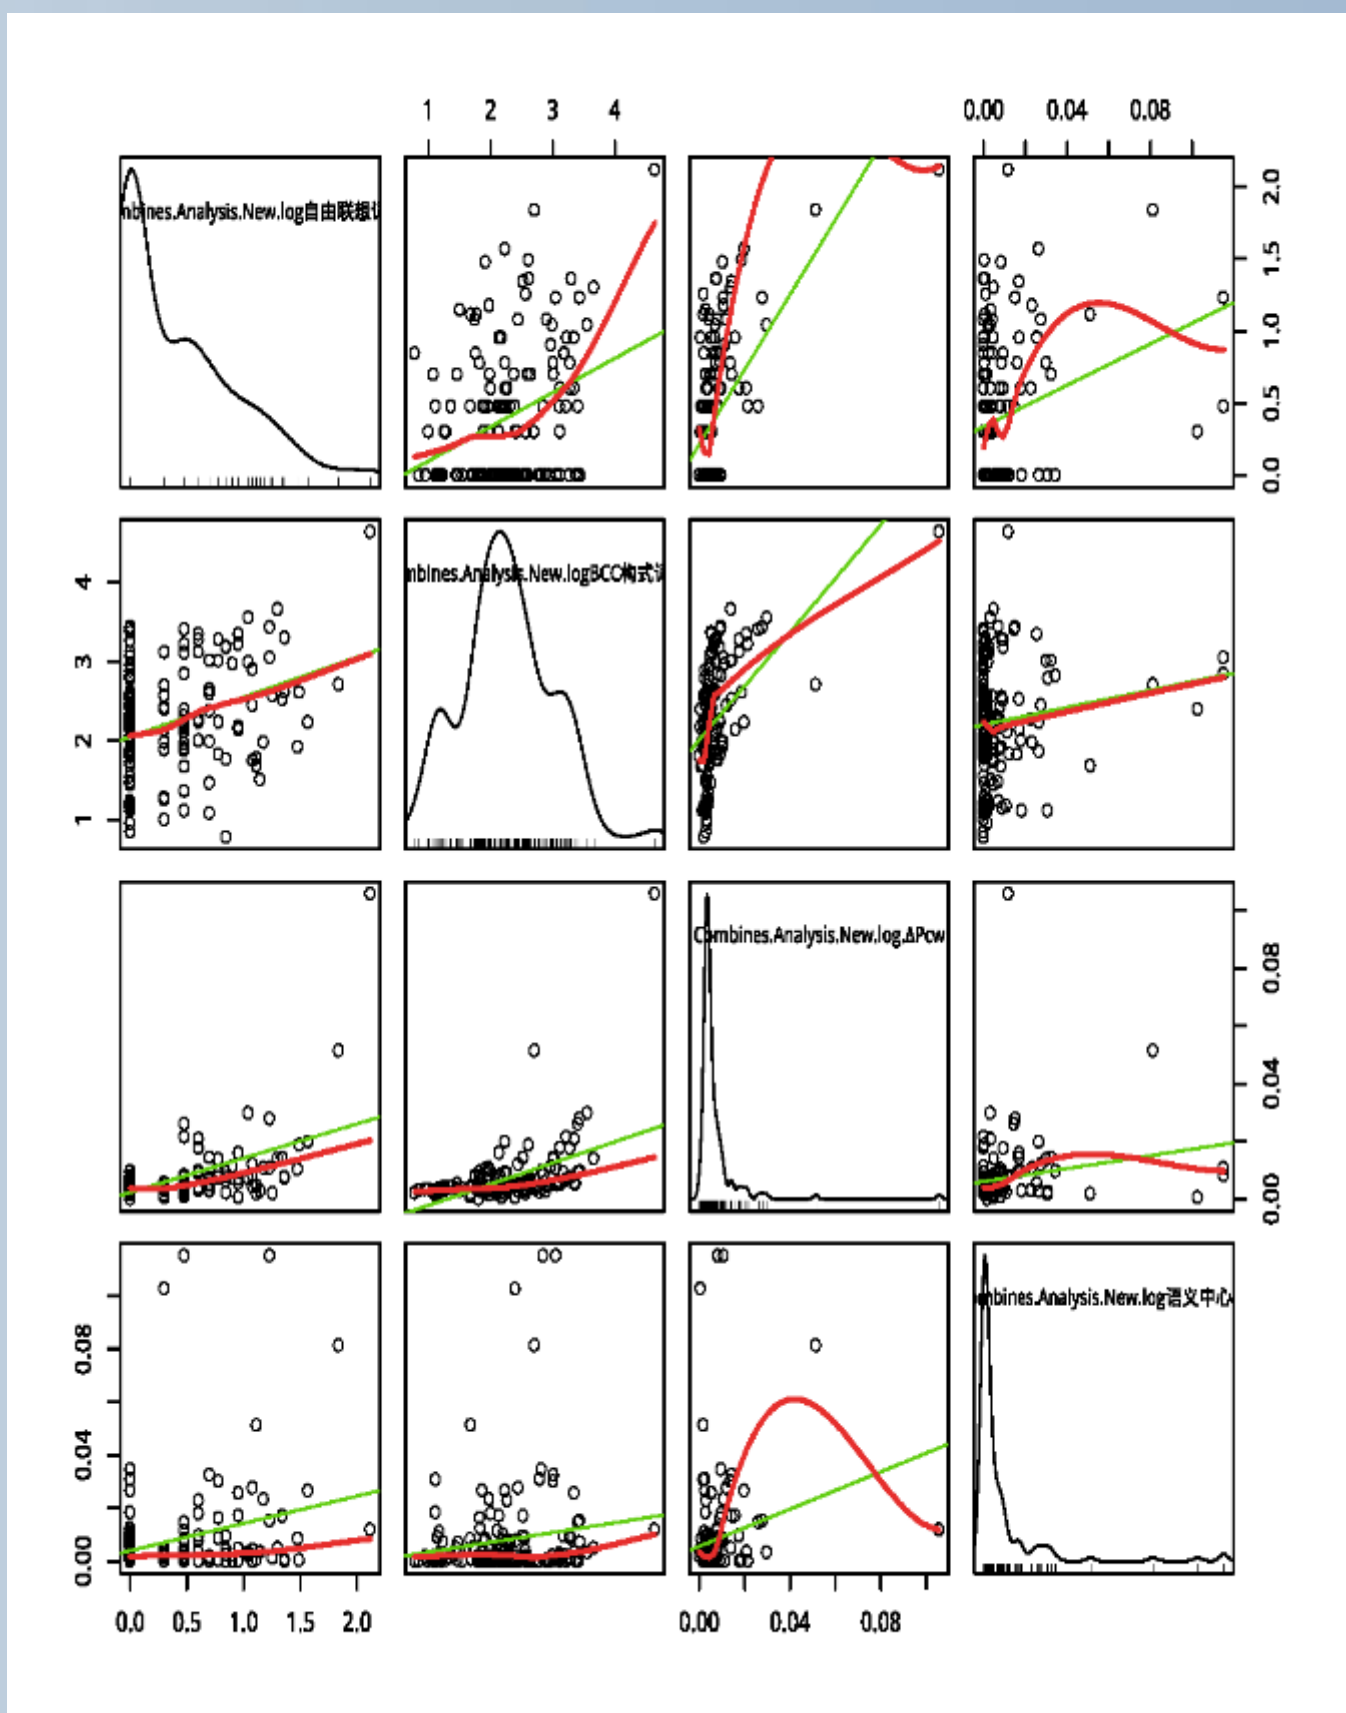 1 2 3 4
0.00 0.04 0.08
mbines.Analysis.New.log自由联想
0.0 0.5 1.0 1.5 2.0
1 2 3 4
mbines.Analysis.New.logBCC构式
Combines.Analysis.New.log.ΔPcw
0.00 0.04 0.08
mbines.Analysis.New.log语义中心
0.00 0.04 0.08
0.0 0.5 1.0 1.5 2.0
0.00 0.04 0.08